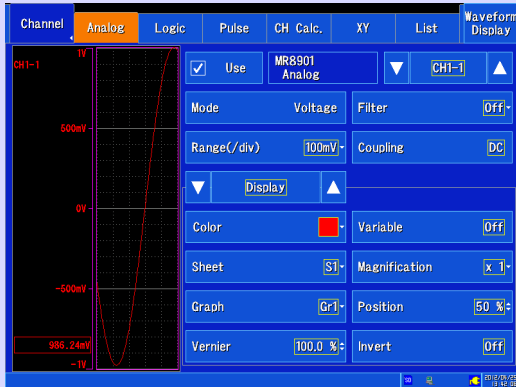 Channel
Analog
Logic
Pulse
CH Calc.
XY
List
Waveform
Display
CH1-1
1V
500mV
0V
-500mV
986.24mV
-1V
Use
MR8901
Analog
CH1-1
Mode Voltage
Filter Off
Range(/div) 100mV
Coupling DC
Display
Color
Variable Off
Sheet S1
Magnification x 1
Graph Gr1
Position 50 %
Vernier 100.0 %
Invert Off
SD